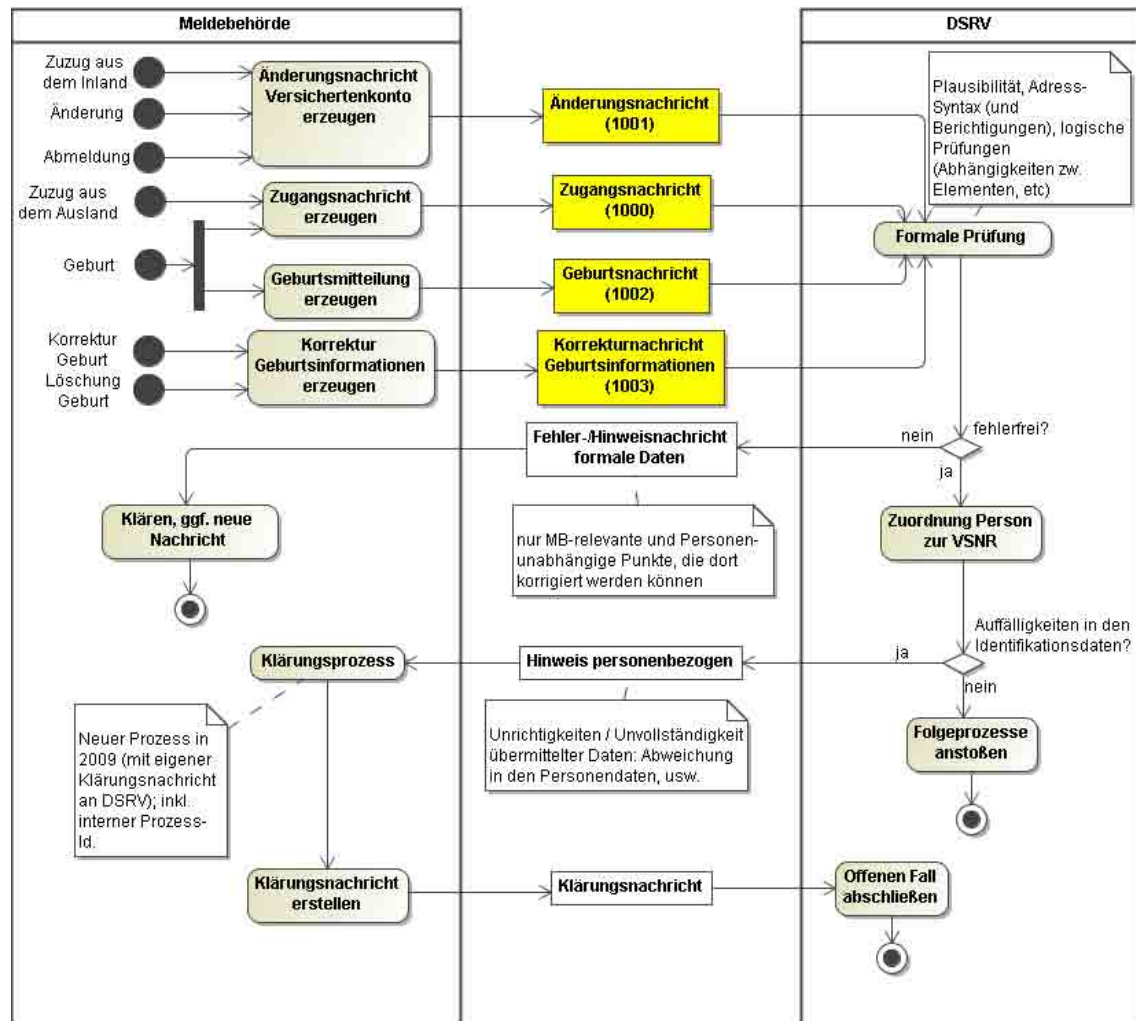 Meldebehörde
DSRV
Zuzug aus
dem Inland
Änderung
Abmeldung
Änderungsnachricht
Versichertenkonto
erzeugen
Änderungsnachricht
(1001)
Plausibilität, Adress-
Syntax (und
Berichtigungen), logische
Prüfungen
(Abhängigkeiten zw.
Elementen, etc)
Zuzug aus
dem Ausland
Zugangsnachricht
erzeugen
Zugangsnachricht
(1000)
Formale Prüfung
Geburt
Geburtsmitteilung
erzeugen
Geburtsnachricht
(1002)
Korrektur
Geburt
Löschung
Geburt
Korrektur
Geburtsinformationen
erzeugen
Korrekturnachricht
Geburtsinformationen
(1003)
fehlerfrei?
nein
ja
Fehler-/Hinweisnachricht
formale Daten
Klären, ggf. neue
Nachricht
nur MB-relevante und Personen-
unabhängige Punkte, die dort
korrigiert werden können
Zuordnung Person
zur VSNR
Auffälligkeiten in den
Identifikationsdaten?
ja
nein
Hinweis personenbezogen
Klärungsprozess
Neuer Prozess in
2009 (mit eigener
Klärungsnachricht
an DSRV); inkl.
interner Prozess-
Id.
Unrichtigkeiten / Unvollständigkeit
übermittelter Daten: Abweichung
in den Personendaten, usw.
Folgeprozesse
anstoßen
Klärungsnachricht
erstellen
Klärungsnachricht
Offenen Fall
abschließen